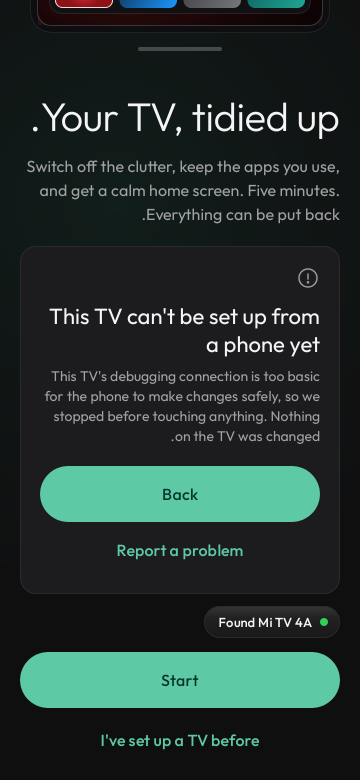 Your TV, tidied up.
Switch off the clutter, keep the apps you use,
and get a calm home screen. Five minutes.
Everything can be put back.
This TV can't be set up from
a phone yet
This TV's debugging connection is too basic
for the phone to make changes safely, so we
stopped before touching anything. Nothing
on the TV was changed.
Back
Report a problem
Found Mi TV 4A
Start
I've set up a TV before